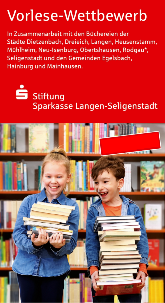 Vorlese-Wettbewerb
In Zusammenarbeit mit den Büchereien der
Städte Dietzenbach, Dreieich, Langen, Heusenstamm,
Mühlheim, Neu-Isenburg, Obertshausen, Rodgau*,
Seligenstadt und den Gemeinden Egelsbach,
Hainburg und Mainhausen.
Stiftung
Sparkasse Langen-Seligenstadt